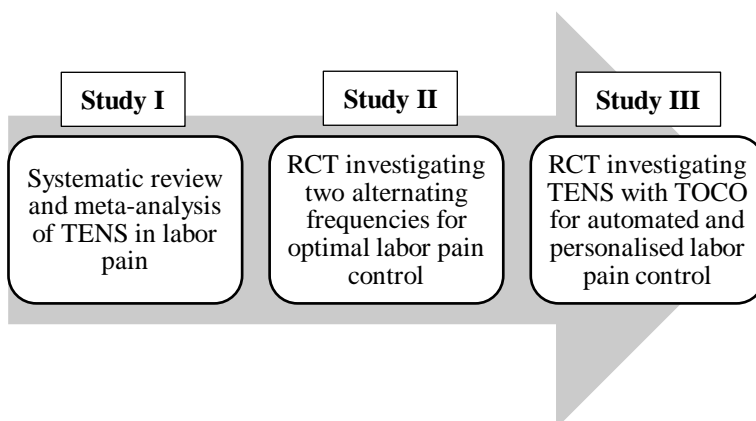 Study I
Systematic review
and meta-analysis
of TENS in labor
pain
Study II
RCT investigating
two alternating
frequencies for
optimal labor pain
control
Study III
RCT investigating
TENS with TOCO
for automated and
personalised labor
pain control